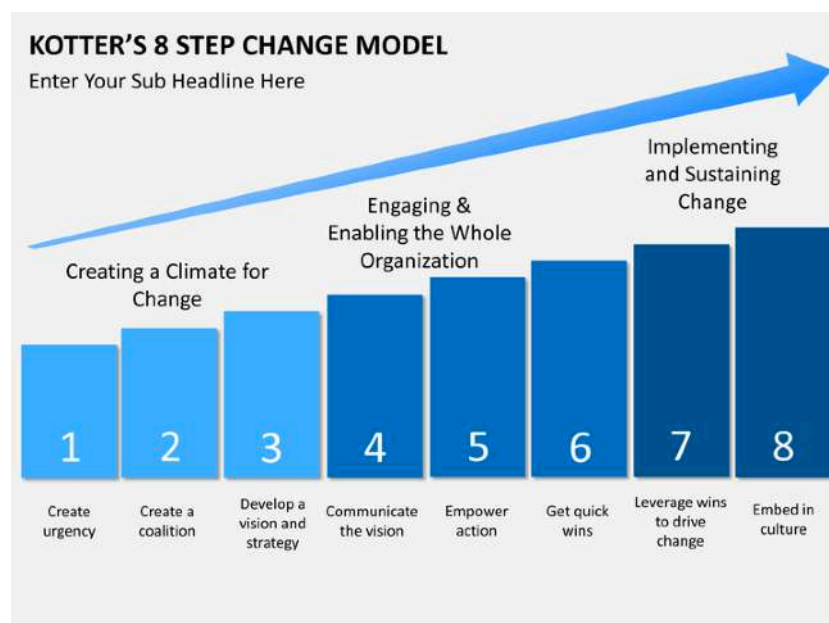 KOTTER’S 8 STEP CHANGE MODEL
Enter Your Sub Headline Here
Implementing
and Sustaining
Change
Engaging &
Enabling the Whole
Organization
Creating a Climate for
Change
1
2
3
4
5
6
7
8
Create
urgency
Create a
coalition
Develop a
vision and
strategy
Communicate
the vision
Empower
action
Get quick
wins
Leverage wins
to drive
change
Embed in
culture